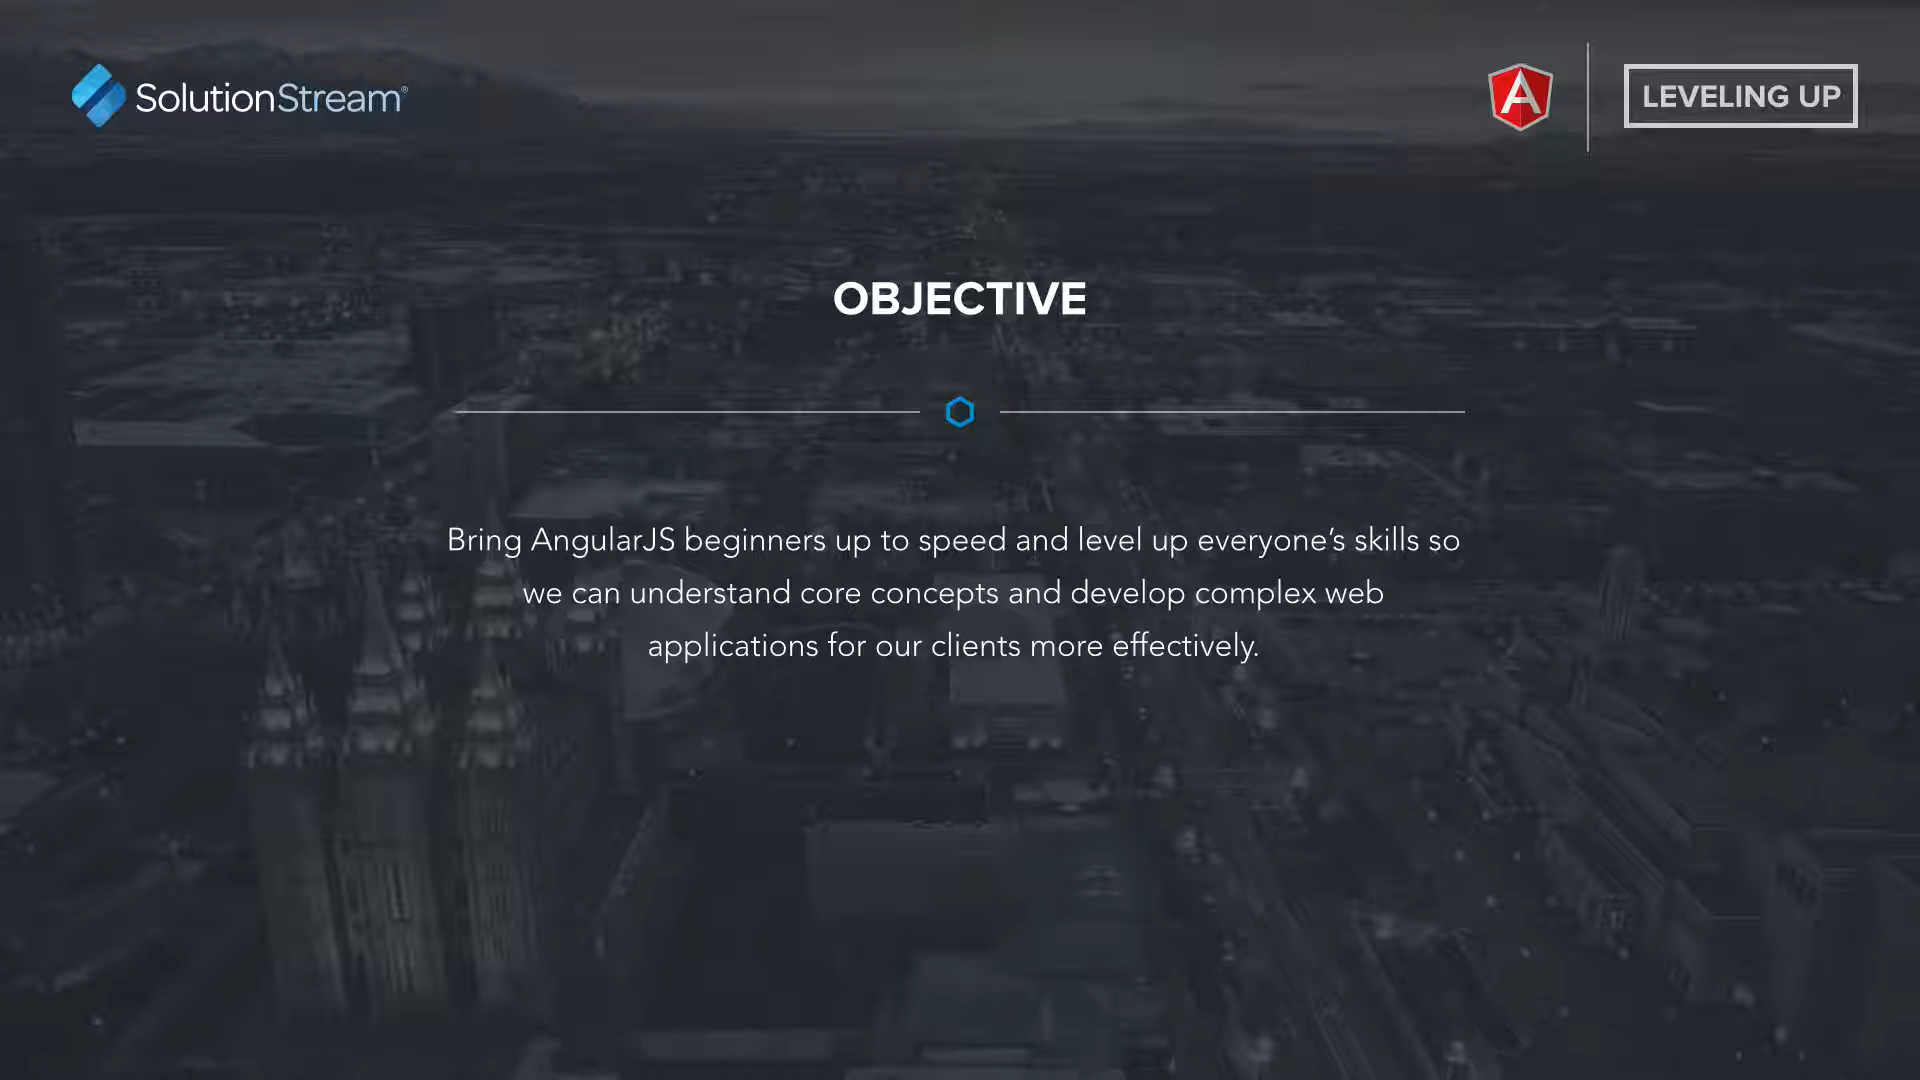 SolutionStream®
A
LEVELING UP
OBJECTIVE
Bring AngularJS beginners up to speed and level up everyone’s skills so
we can understand core concepts and develop complex web
applications for our clients more effectively.